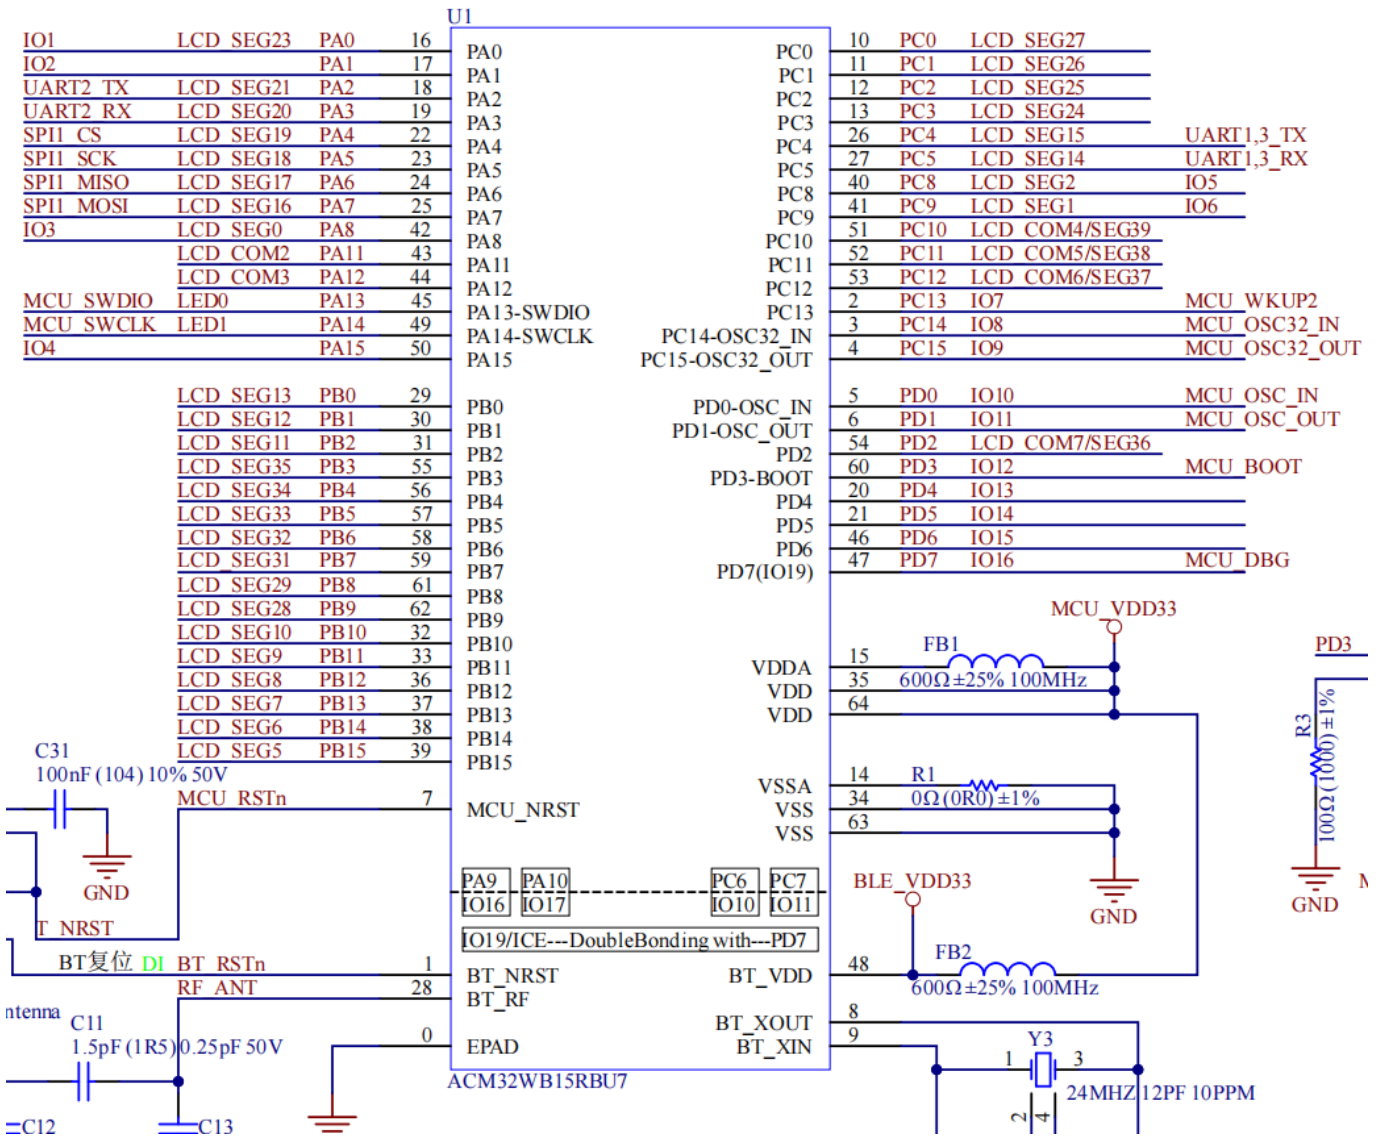 U1
IO1 LCD_SEG23 PA0 16 PA0 PC0 10 PC0 LCD_SEG27
IO2 PA1 17 PA1 PC1 11 PC1 LCD_SEG26
UART2_TX LCD_SEG21 PA2 18 PA2 PC2 12 PC2 LCD_SEG25
UART2_RX LCD_SEG20 PA3 19 PA3 PC3 13 PC3 LCD_SEG24
SPI1_CS LCD_SEG19 PA4 22 PA4 PC4 26 PC4 LCD_SEG15 UART1,3_TX
SPI1_SCK LCD_SEG18 PA5 23 PA5 PC5 27 PC5 LCD_SEG14 UART1,3_RX
SPI1_MISO LCD_SEG17 PA6 24 PA6 PC8 40 PC8 LCD_SEG2 IO5
SPI1_MOSI LCD_SEG16 PA7 25 PA7 PC9 41 PC9 LCD_SEG1 IO6
IO3 LCD_SEG0 PA8 42 PA8 PC10 51 PC10 LCD_COM4/SEG39
LCD_COM2 PA11 43 PA11 PC11 52 PC11 LCD_COM5/SEG38
LCD_COM3 PA12 44 PA12 PC12 53 PC12 LCD_COM6/SEG37
MCU_SWDIO LED0 PA13 45 PA13-SWDIO PC13 2 PC13 IO7 MCU_WKUP2
MCU_SWCLK LED1 PA14 49 PA14-SWCLK PC14-OSC32_IN 3 PC14 IO8 MCU_OSC32_IN
IO4 PA15 50 PA15 PC15-OSC32_OUT 4 PC15 IO9 MCU_OSC32_OUT
LCD_SEG13 PB0 29 PB0 PD0-OSC_IN 5 PD0 IO10 MCU_OSC_IN
LCD_SEG12 PB1 30 PB1 PD1-OSC_OUT 6 PD1 IO11 MCU_OSC_OUT
LCD_SEG11 PB2 31 PB2 PD2 54 PD2 LCD_COM7/SEG36
LCD_SEG35 PB3 55 PB3 PD3-BOOT 60 PD3 IO12 MCU_BOOT
LCD_SEG34 PB4 56 PB4 PD4 20 PD4 IO13
LCD_SEG33 PB5 57 PB5 PD5 21 PD5 IO14
LCD_SEG32 PB6 58 PB6 PD6 46 PD6 IO15
LCD_SEG31 PB7 59 PB7 PD7(IO19) 47 PD7 IO16 MCU_DBG
LCD_SEG29 PB8 61 PB8
LCD_SEG28 PB9 62 PB9 MCU_VDD33
LCD_SEG10 PB10 32 PB10 FB1 PD3
LCD_SEG9 PB11 33 PB11 VDDA 15
LCD_SEG8 PB12 36 PB12 VDD 35 600Ω±25% 100MHz
LCD_SEG7 PB13 37 PB13 VDD 64
LCD_SEG6 PB14 38 PB14
LCD_SEG5 PB15 39 PB15
R3
100Ω (1000) ±1%
GND
C31
100nF (104) 10% 50V
GND
MCU_RSTn 7 MCU_NRST
VSSA 14 R1
VSS 34 0Ω (0R0) ±1%
VSS 63
GND
PA9 PA10 PC6 PC7
IO16 IO17 IO10 IO11
BLE_VDD33
T_NRST
IO19/ICE---DoubleBonding with---PD7
BT复位 DI BT_RSTn 1 BT_NRST BT_VDD 48 FB2
600Ω±25% 100MHz
RF_ANT 28 BT_RF
ntenna
C11
1.5pF (1R5) 0.25pF 50V
BT_XOUT 8
0 EPAD BT_XIN 9
Y3
1 3
24MHZ 12PF 10PPM
2 4
ACM32WB15RBU7
C12 C13